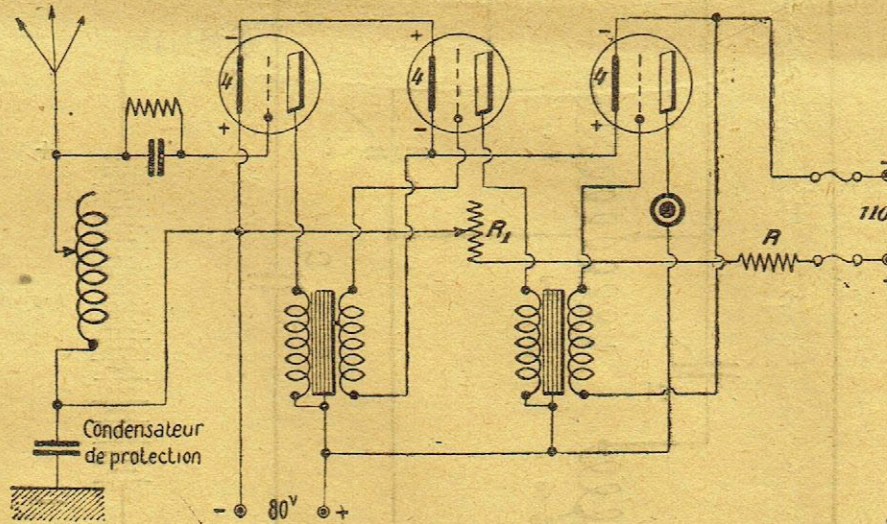 - + -
4 4 4
+ - +
R1
110
R
Condensateur
de protection
- 80v +